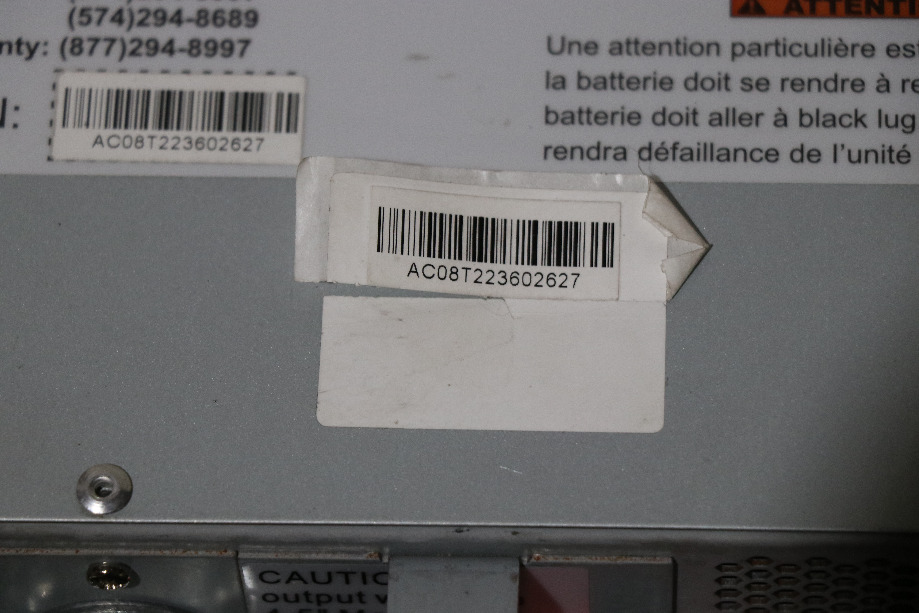 (574)294-8689
nty: (877)294-8997
N:
AC08T223602627
ATTENTI
Une attention particulière est
la batterie doit se rendre à
batterie doit aller à black lug
rendra défaillance de l'unité
AC08T223602627
CAUTIO
output